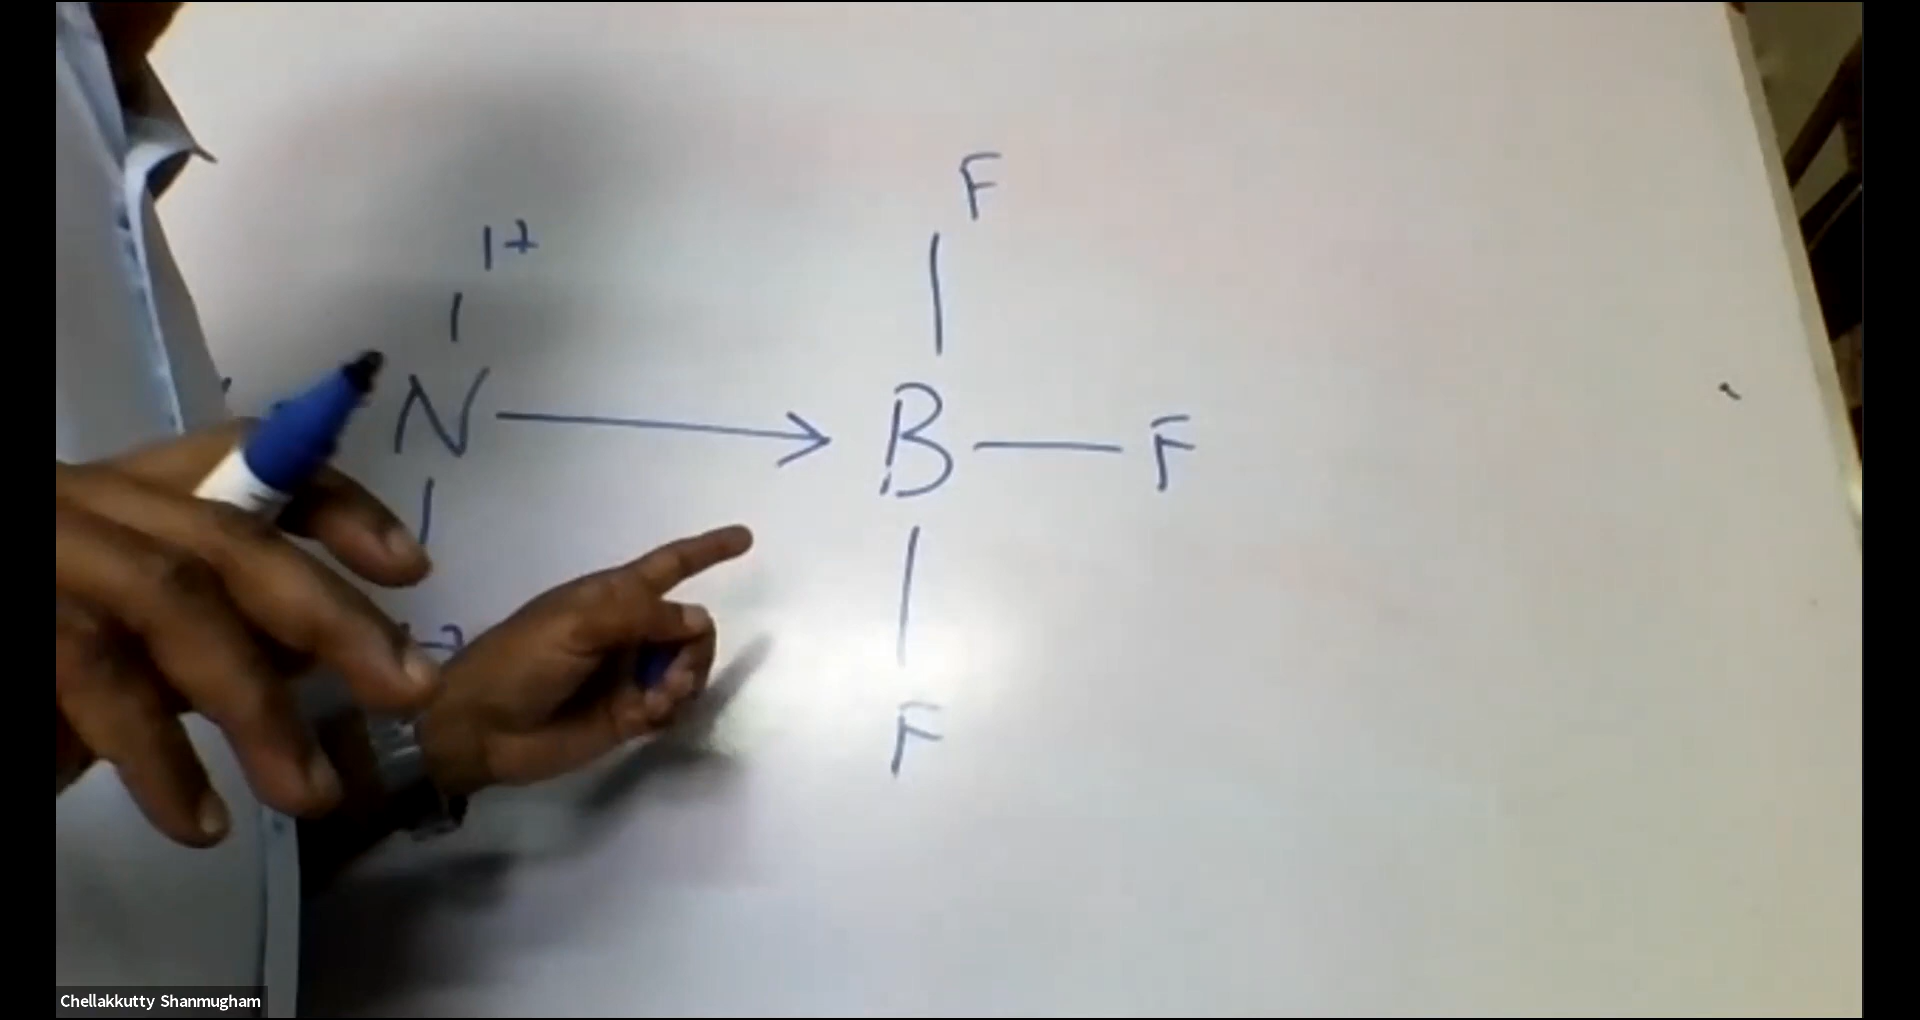 F
H
N → B — F
H
F
Chellakkutty Shanmugham